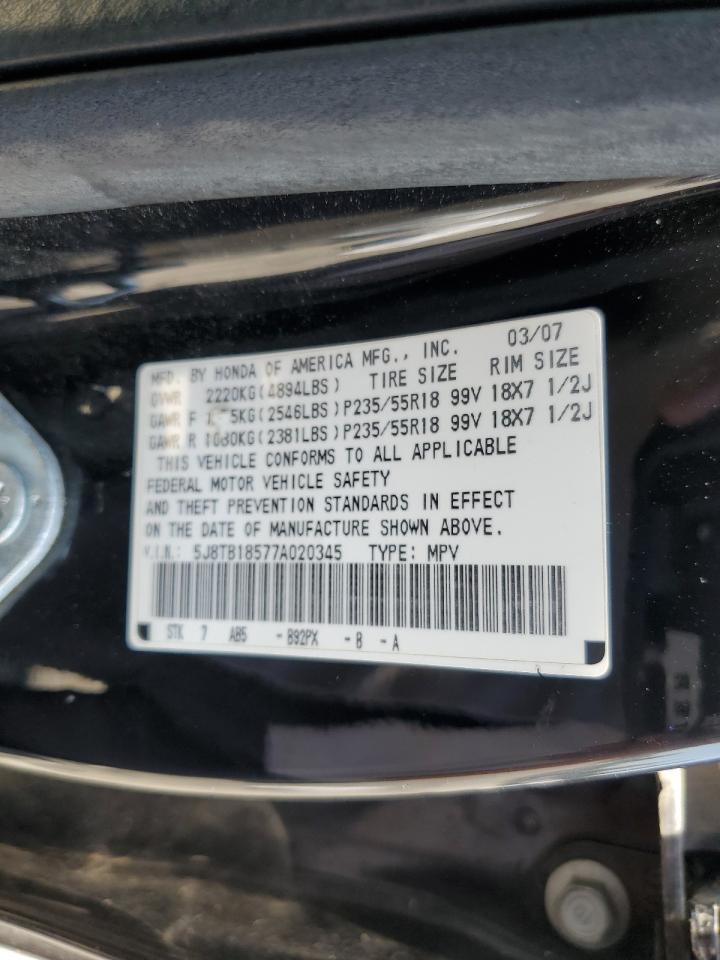 MFD. BY HONDA OF AMERICA MFG., INC. 03/07
GVWR 2220KG(4894LBS) TIRE SIZE RIM SIZE
GAWR F (2546LBS)P235/55R18 99V 18X7 1/2J
GAWR R 1080KG(2381LBS)P235/55R18 99V 18X7 1/2J
THIS VEHICLE CONFORMS TO ALL APPLICABLE
FEDERAL MOTOR VEHICLE SAFETY
AND THEFT PREVENTION STANDARDS IN EFFECT
ON THE DATE OF MANUFACTURE SHOWN ABOVE.
V.I.N.: 5J8TB18577A020345 TYPE: MPV
STK 7 AB5 -B92PX -B -A